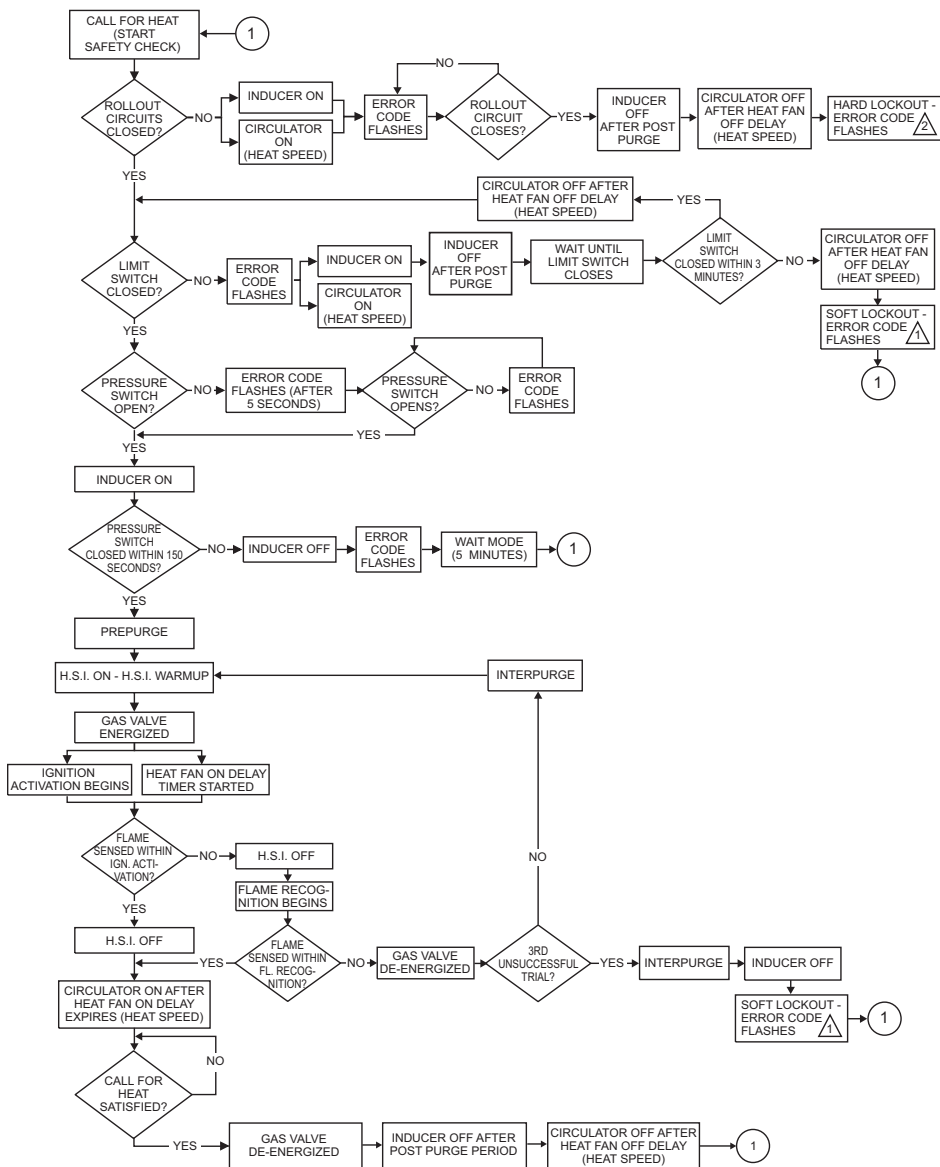 CALL FOR HEAT
(START
SAFETY CHECK)
1
ROLLOUT
CIRCUITS
CLOSED?
NO
INDUCER ON
CIRCULATOR
ON
(HEAT SPEED)
ERROR
CODE
FLASHES
NO
ROLLOUT
CIRCUIT
CLOSES?
YES
INDUCER
OFF
AFTER POST
PURGE
CIRCULATOR OFF
AFTER HEAT FAN
OFF DELAY
(HEAT SPEED)
HARD LOCKOUT -
ERROR CODE
FLASHES 2
YES
CIRCULATOR OFF AFTER
HEAT FAN OFF DELAY
(HEAT SPEED)
YES
LIMIT
SWITCH
CLOSED?
NO
ERROR
CODE
FLASHES
INDUCER ON
CIRCULATOR
ON
(HEAT SPEED)
INDUCER
OFF
AFTER POST
PURGE
WAIT UNTIL
LIMIT SWITCH
CLOSES
LIMIT
SWITCH
CLOSED WITHIN 3
MINUTES?
NO
CIRCULATOR OFF
AFTER HEAT FAN
OFF DELAY
(HEAT SPEED)
SOFT LOCKOUT -
ERROR CODE
FLASHES 1
1
YES
PRESSURE
SWITCH
OPEN?
NO
ERROR CODE
FLASHES (AFTER
5 SECONDS)
PRESSURE
SWITCH
OPENS?
NO
ERROR
CODE
FLASHES
YES
YES
INDUCER ON
PRESSURE
SWITCH
CLOSED WITHIN 150
SECONDS?
NO
INDUCER OFF
ERROR
CODE
FLASHES
WAIT MODE
(5 MINUTES)
1
YES
PREPURGE
H.S.I. ON - H.S.I. WARMUP
INTERPURGE
GAS VALVE
ENERGIZED
IGNITION
ACTIVATION BEGINS
HEAT FAN ON DELAY
TIMER STARTED
FLAME
SENSED WITHIN
IGN. ACTI-
VATION?
NO
H.S.I. OFF
FLAME RECOG-
NITION BEGINS
NO
YES
H.S.I. OFF
YES
FLAME
SENSED WITHIN
FL. RECOG-
NITION?
NO
GAS VALVE
DE-ENERGIZED
3RD
UNSUCCESSFUL
TRIAL?
YES
INTERPURGE
INDUCER OFF
SOFT LOCKOUT -
ERROR CODE
FLASHES 1
1
CIRCULATOR ON AFTER
HEAT FAN ON DELAY
EXPIRES (HEAT SPEED)
NO
CALL FOR
HEAT
SATISFIED?
YES
GAS VALVE
DE-ENERGIZED
INDUCER OFF AFTER
POST PURGE PERIOD
CIRCULATOR OFF AFTER
HEAT FAN OFF DELAY
(HEAT SPEED)
1